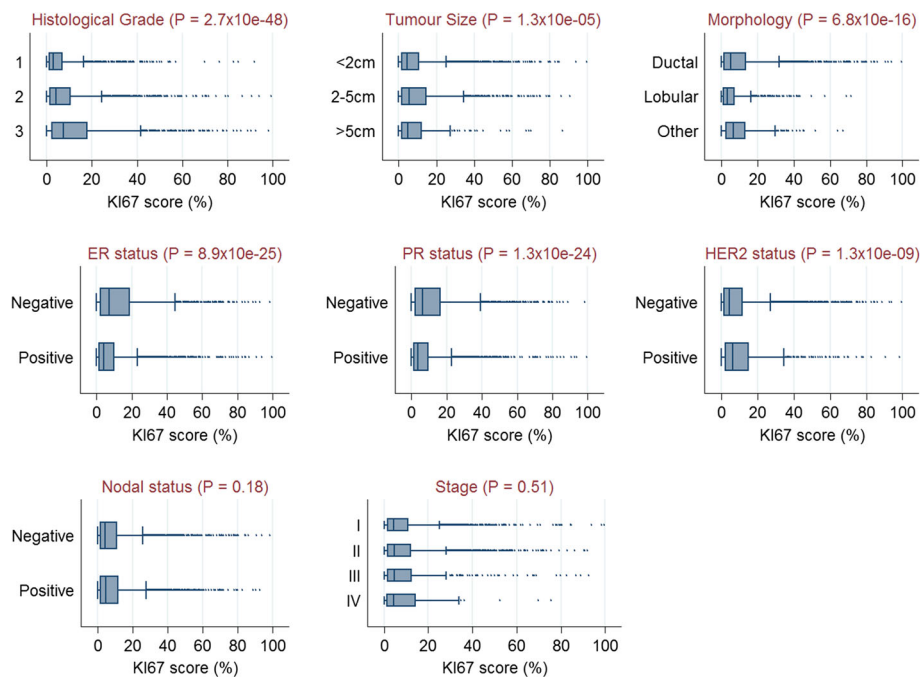 Histological Grade (P = 2.7x10e-48)
1
2
3
0 20 40 60 80 100
KI67 score (%)
Tumour Size (P = 1.3x10e-05)
<2cm
2-5cm
>5cm
0 20 40 60 80 100
KI67 score (%)
Morphology (P = 6.8x10e-16)
Ductal
Lobular
Other
0 20 40 60 80 100
KI67 score (%)
ER status (P = 8.9x10e-25)
Negative
Positive
0 20 40 60 80 100
KI67 score (%)
PR status (P = 1.3x10e-24)
Negative
Positive
0 20 40 60 80 100
KI67 score (%)
HER2 status (P = 1.3x10e-09)
Negative
Positive
0 20 40 60 80 100
KI67 score (%)
Nodal status (P = 0.18)
Negative
Positive
0 20 40 60 80 100
KI67 score (%)
Stage (P = 0.51)
I
II
III
IV
0 20 40 60 80 100
KI67 score (%)